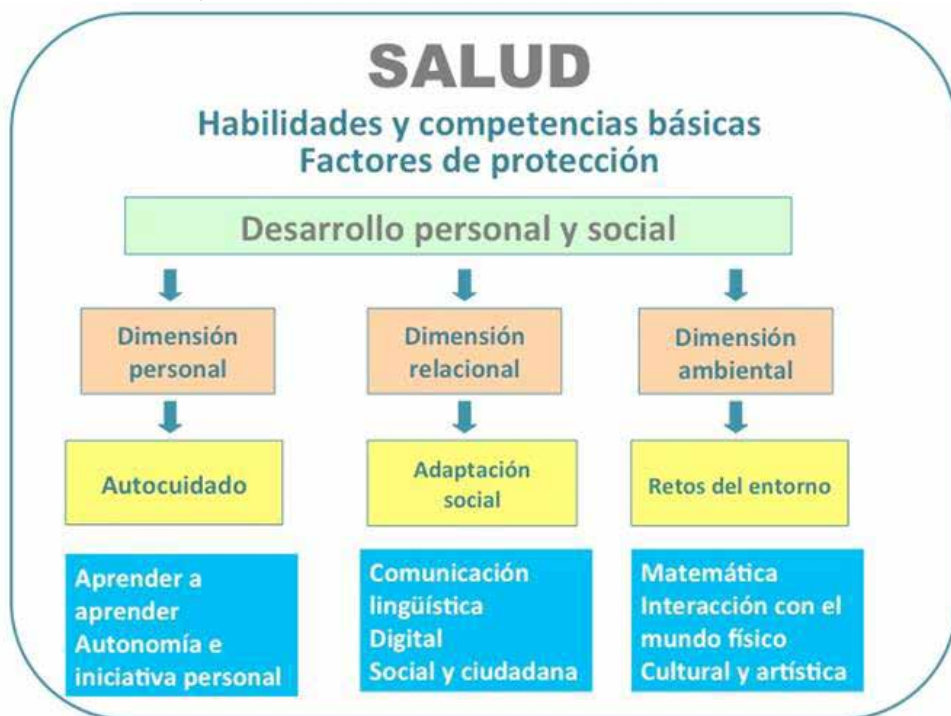 SALUD
Habilidades y competencias básicas
Factores de protección
Desarrollo personal y social
Dimensión
personal
Dimensión
relacional
Dimensión
ambiental
Autocuidado
Adaptación
social
Retos del entorno
Aprender a
aprender
Autonomía e
iniciativa personal
Comunicación
lingüística
Digital
Social y ciudadana
Matemática
Interacción con el
mundo físico
Cultural y artística